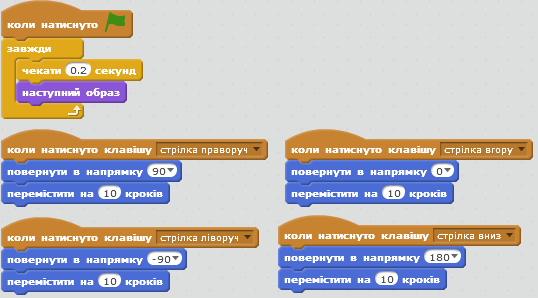 коли натиснуто
завжди
чекати 0.2 секунд
наступний образ
коли натиснуто клавішу стрілка праворуч
повернути в напрямку 90
перемістити на 10 кроків
коли натиснуто клавішу стрілка вгору
повернути в напрямку 0
перемістити на 10 кроків
коли натиснуто клавішу стрілка ліворуч
повернути в напрямку -90
перемістити на 10 кроків
коли натиснуто клавішу стрілка вниз
повернути в напрямку 180
перемістити на 10 кроків